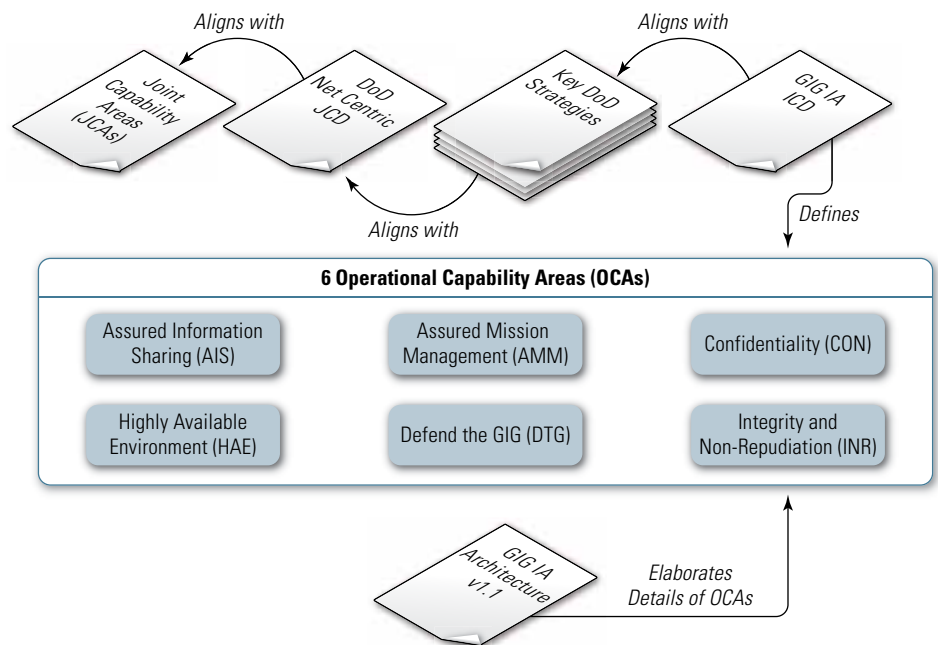 Aligns with
Aligns with
Joint
Capability
Areas
(JCAs)
DoD
Net Centric
JCD
Key DoD
Strategies
GIG IA
ICD
Aligns with
Defines
6 Operational Capability Areas (OCAs)
Assured Information
Sharing (AIS)
Assured Mission
Management (AMM)
Confidentiality (CON)
Highly Available
Environment (HAE)
Defend the GIG (DTG)
Integrity and
Non-Repudiation (INR)
GIG IA
Architecture
v1.1
Elaborates
Details of OCAs